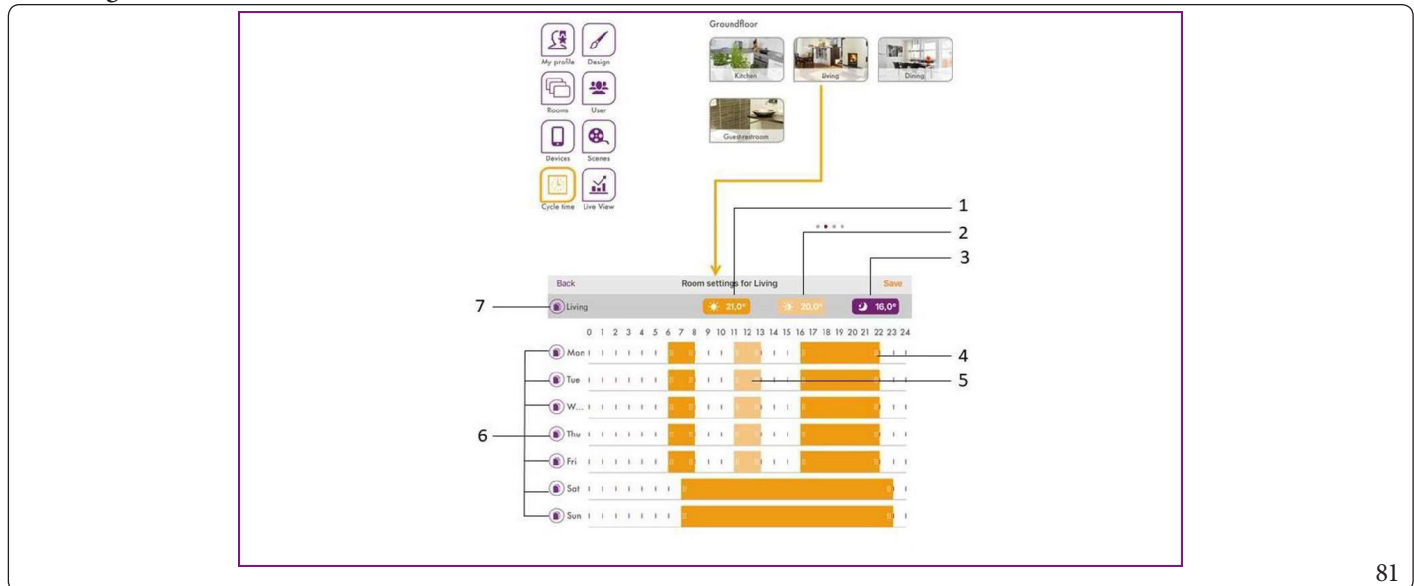 Groundfloor
My profile Design
Kitchen Living Dining
Rooms User
Guestrestroom
Devices Scenes
Cycle time Live View
1
2
3
Back Room settings for Living Save
7 Living 21,0° 20,0° 16,0°
0 1 2 3 4 5 6 7 8 9 10 11 12 13 14 15 16 17 18 19 20 21 22 23 24
Mon 4
Tue 5
W...
6 Thu
Fri
Sat
Sun
81